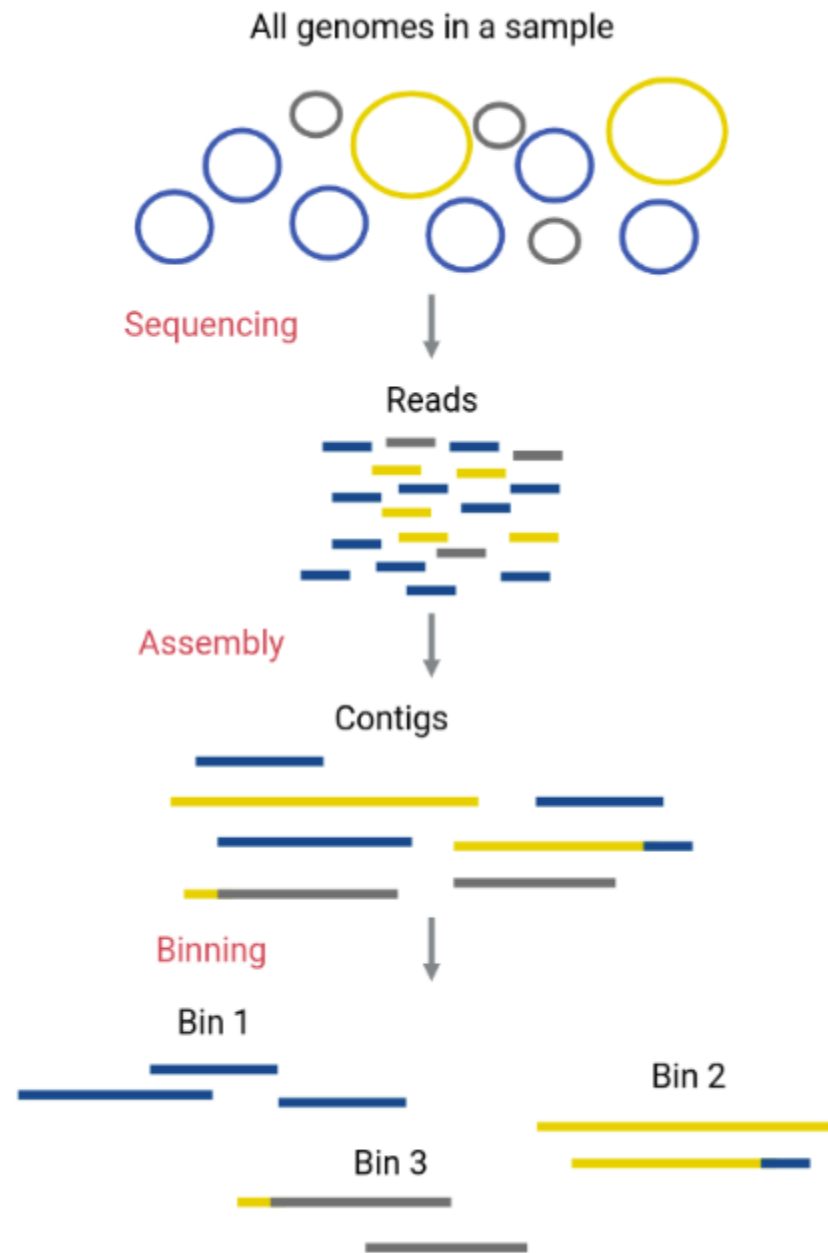 All genomes in a sample
Sequencing
Reads
Assembly
Contigs
Binning
Bin 1
Bin 2
Bin 3